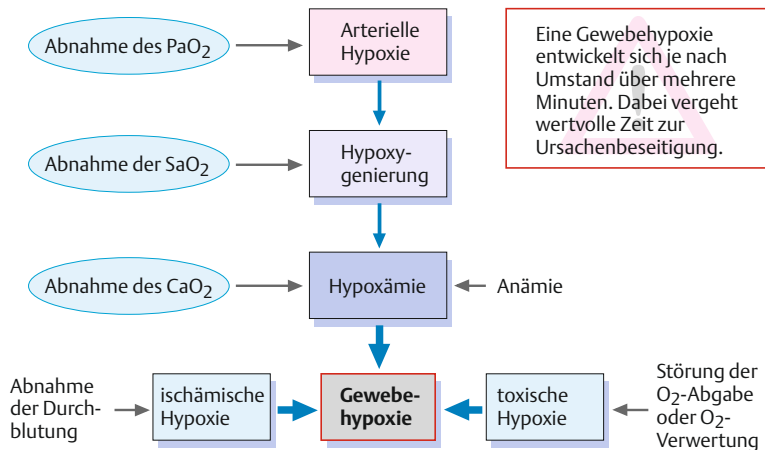 Abnahme des PaO₂
Arterielle
Hypoxie
Eine Gewebehypoxie
entwickelt sich je nach
Umstand über mehrere
Minuten. Dabei vergeht
wertvolle Zeit zur
Ursachenbeseitigung.
Abnahme der SaO₂
Hypoxy-
genierung
Abnahme des CaO₂
Hypoxämie
Anämie
Abnahme
der Durch-
blutung
ischämische
Hypoxie
Gewebe-
hypoxie
toxische
Hypoxie
Störung der
O₂-Abgabe
oder O₂-
Verwertung